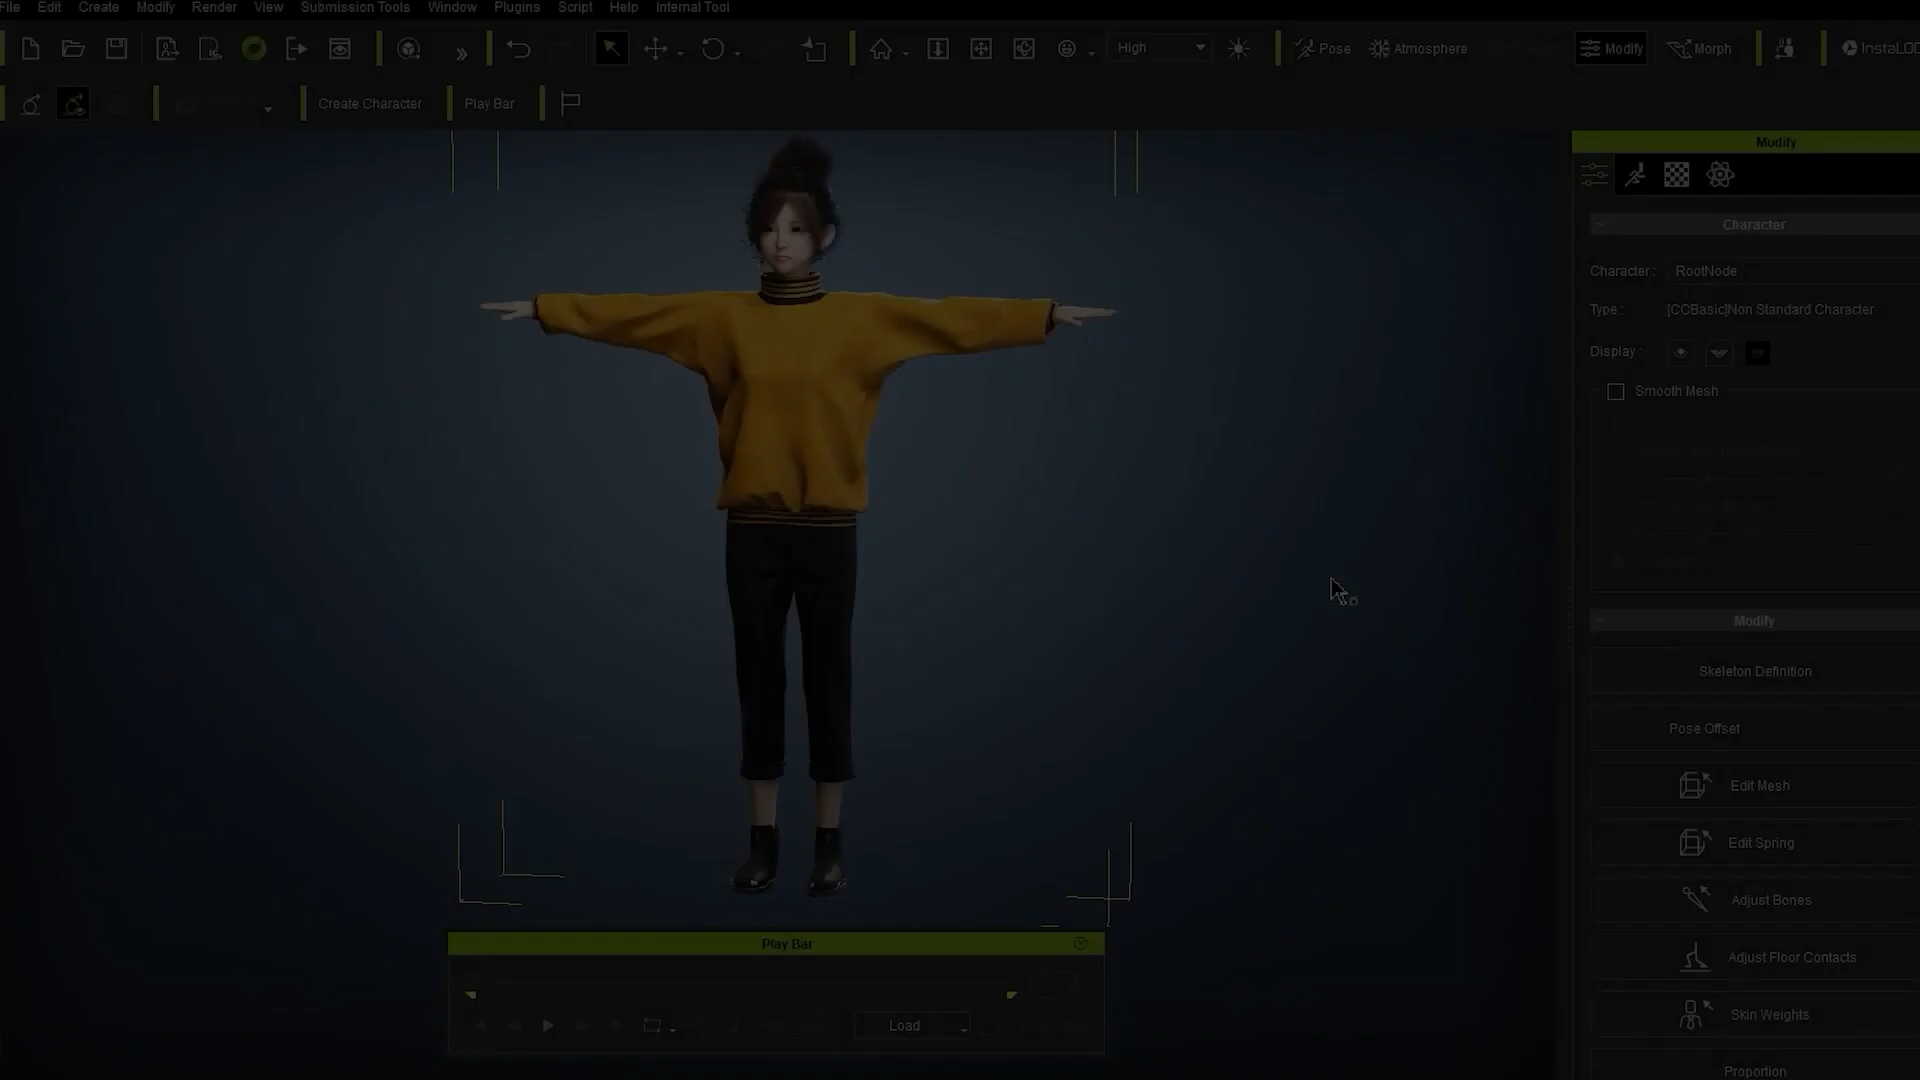 File Edit Create Modify Render View Submission Tools Window Plugins Script Help Internal Tool
High Pose Atmosphere Modify Morph InstaLOD
Create Character Play Bar
Modify
Character
Character : RootNode
Type : [CCBasic]Non Standard Character
Display :
Smooth Mesh
Modify
Skeleton Definition
Pose Offset
Edit Mesh
Edit Spring
Adjust Bones
Adjust Floor Contacts
Skin Weights
Proportion
Play Bar
Load